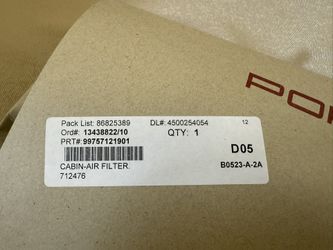 Pack List: 86825389 DL#: 4500254054 12
Ord#: 13438822/10 QTY: 1
PRT#:99757121901 D05
CABIN-AIR FILTER. B0523-A-2A
712476